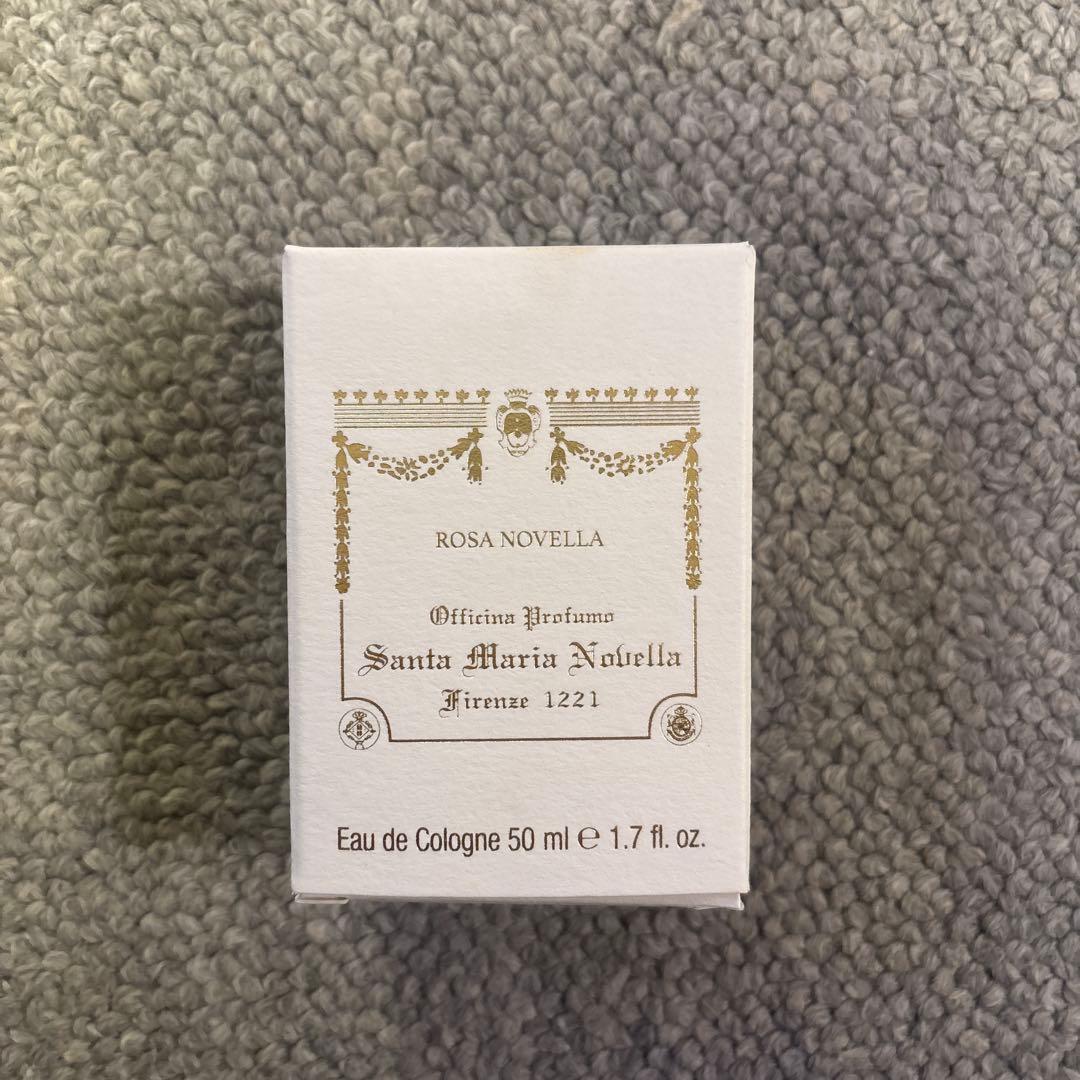 ROSA NOVELLA
Officina Profumo
Santa Maria Novella
Firenze 1221
Eau de Cologne 50 ml ℮ 1.7 fl. oz.